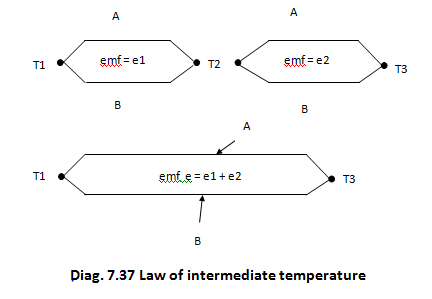 A
A
T1
emf = e1
T2
emf = e2
T3
B
B
A
T1
emf e = e1 + e2
T3
B
Diag. 7.37 Law of intermediate temperature